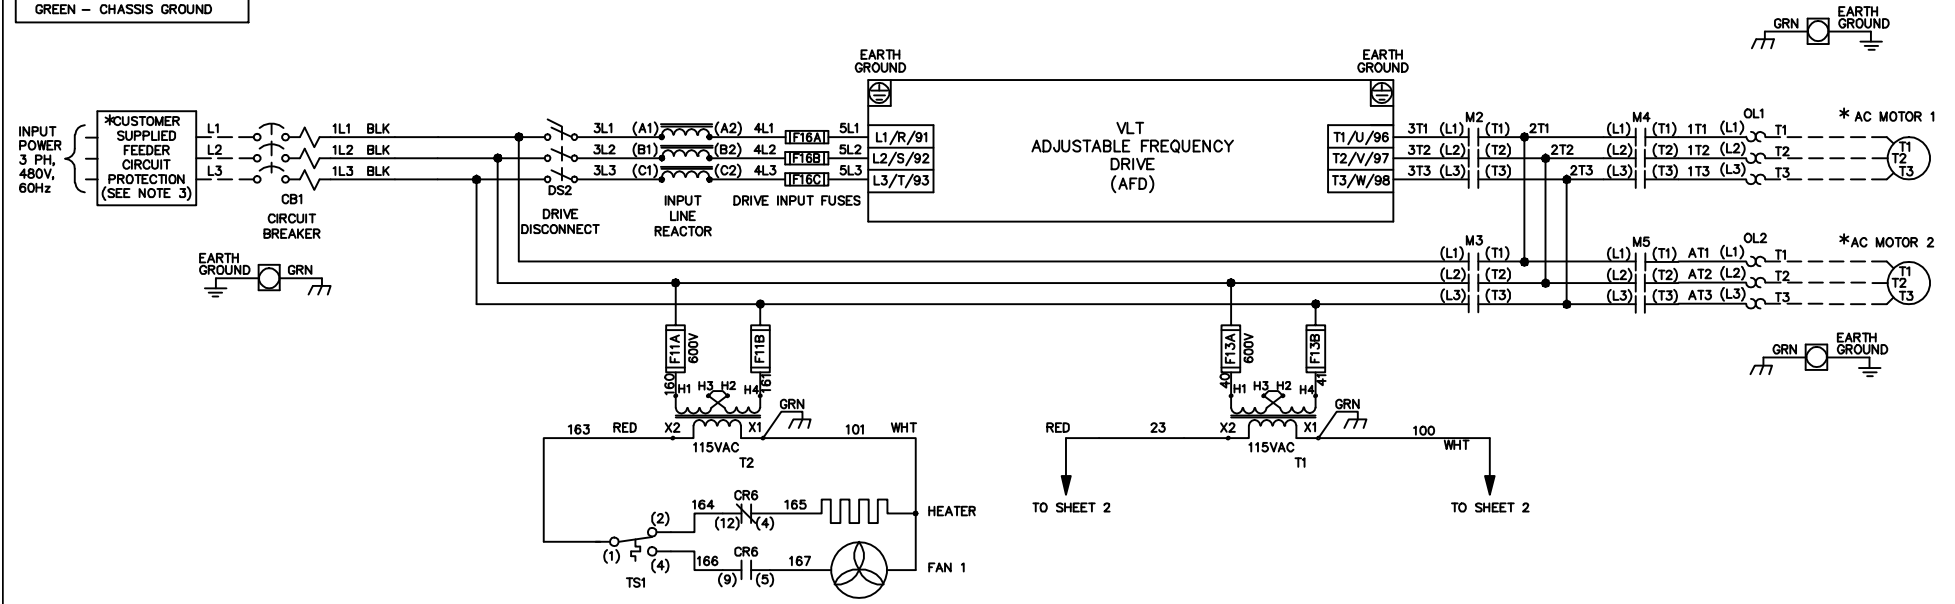 GREEN - CHASSIS GROUND
GRN
EARTH
GROUND
EARTH
GROUND
EARTH
GROUND
INPUT
POWER
3 PH,
480V,
60Hz
*CUSTOMER
SUPPLIED
FEEDER
CIRCUIT
PROTECTION
(SEE NOTE 3)
L1
L2
L3
CB1
CIRCUIT
BREAKER
1L1 BLK
1L2 BLK
1L3 BLK
DS2
DRIVE
DISCONNECT
3L1 (A1) (A2) 4L1 F16A 5L1 L1/R/91
3L2 (B1) (B2) 4L2 F16B 5L2 L2/S/92
3L3 (C1) (C2) 4L3 F16C 5L3 L3/T/93
INPUT
LINE
REACTOR
DRIVE INPUT FUSES
VLT
ADJUSTABLE FREQUENCY
DRIVE
(AFD)
M2 M4 OL1 * AC MOTOR 1
T1/U/96 3T1 (L1) (T1) 2T1 (L1) (T1) 1T1 (L1) T1 T1
T2/V/97 3T2 (L2) (T2) 2T2 (L2) (T2) 1T2 (L2) T2 T2
T3/W/98 3T3 (L3) (T3) 2T3 (L3) (T3) 1T3 (L3) T3 T3
M3 M5 OL2 *AC MOTOR 2
(L1) (T1) (L1) (T1) AT1 (L1) T1 T1
(L2) (T2) (L2) (T2) AT2 (L2) T2 T2
(L3) (T3) (L3) (T3) AT3 (L3) T3 T3
EARTH
GROUND GRN
GRN
EARTH
GROUND
F11A
600V
F11B
160
161
H1 H3 H2 H4
GRN
163 RED X2 X1 101 WHT
115VAC
T2
F13A
600V
F13B
40
41
H1 H3 H2 H4
GRN
RED 23 X2 X1 100 WHT
115VAC
T1
TO SHEET 2
TO SHEET 2
(1)
(2)
(4)
TS1
164 CR6 165
(12) (4)
HEATER
166 CR6 167
(9) (5)
FAN 1